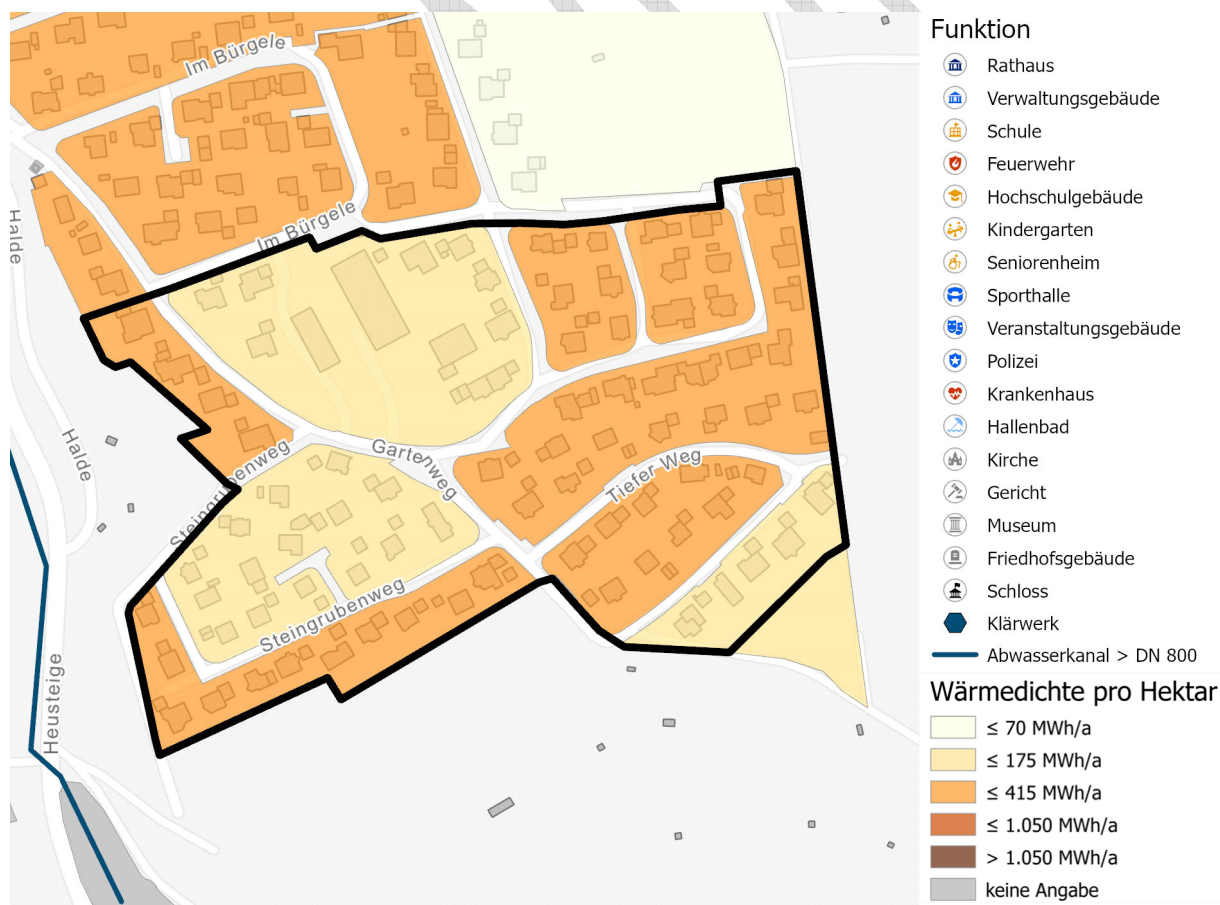 Im Bürgele
Im Bürgele
Halde
Halde
Steingrubenweg
Gartenweg
Tiefer Weg
Steingrubenweg
Heusteige
Funktion
Rathaus
Verwaltungsgebäude
Schule
Feuerwehr
Hochschulgebäude
Kindergarten
Seniorenheim
Sporthalle
Veranstaltungsgebäude
Polizei
Krankenhaus
Hallenbad
Kirche
Gericht
Museum
Friedhofsgebäude
Schloss
Klärwerk
Abwasserkanal > DN 800
Wärmedichte pro Hektar
≤ 70 MWh/a
≤ 175 MWh/a
≤ 415 MWh/a
≤ 1.050 MWh/a
> 1.050 MWh/a
keine Angabe